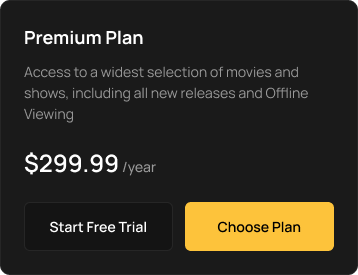 Premium Plan
Access to a widest selection of movies and
shows, including all new releases and Offline
Viewing
$299.99 /year
Start Free Trial
Choose Plan